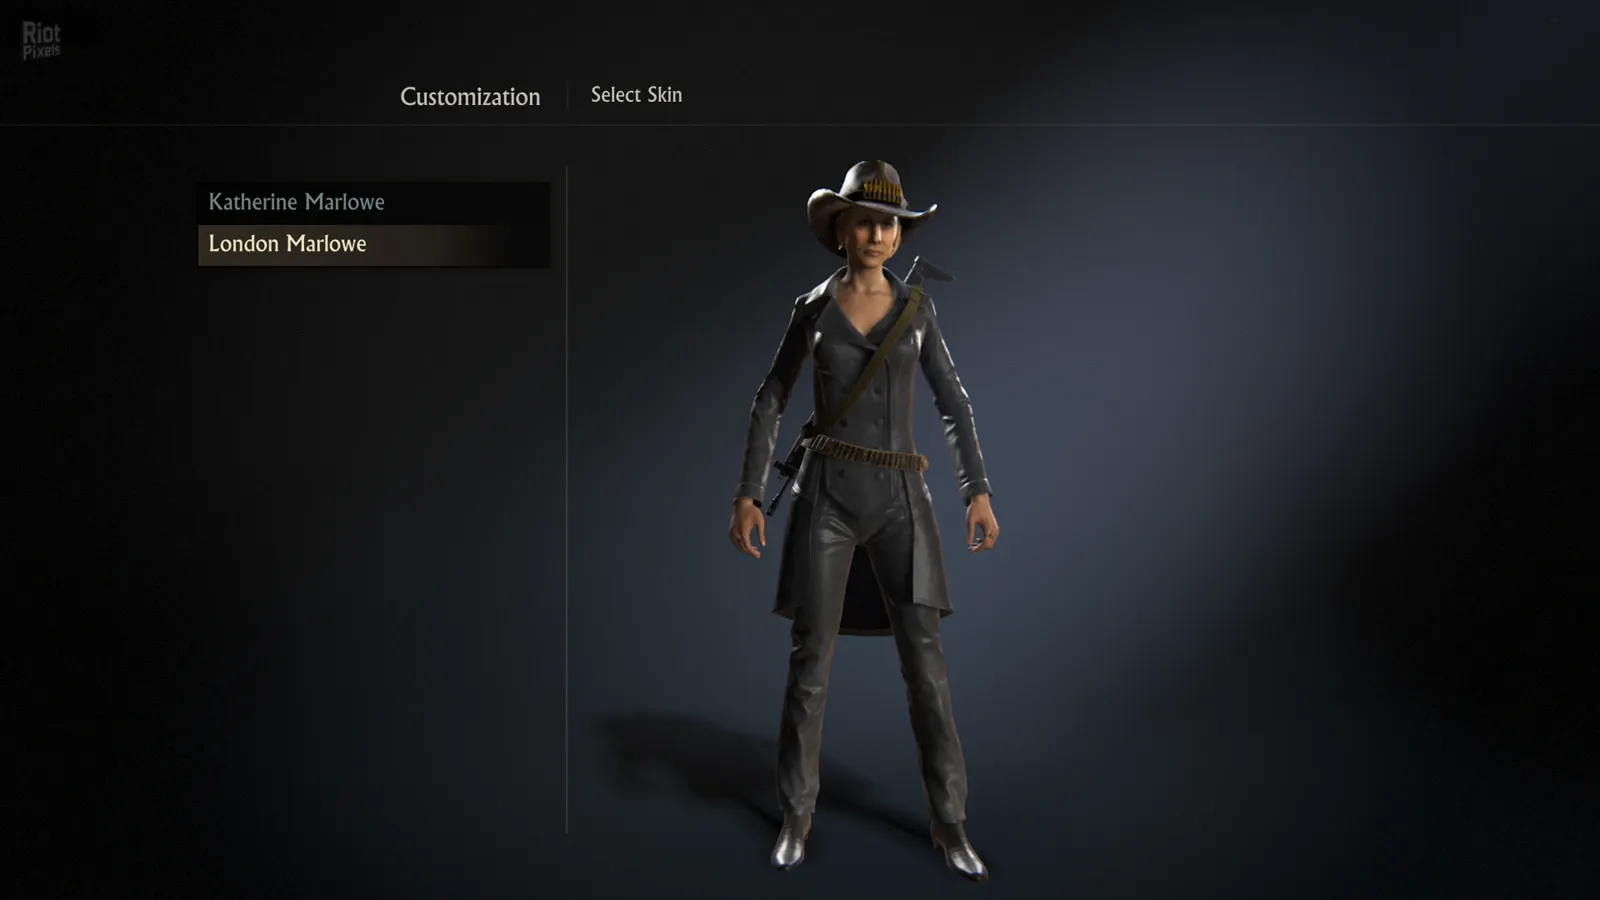 Riot
Pixels
Customization
Select Skin
Katherine Marlowe
London Marlowe